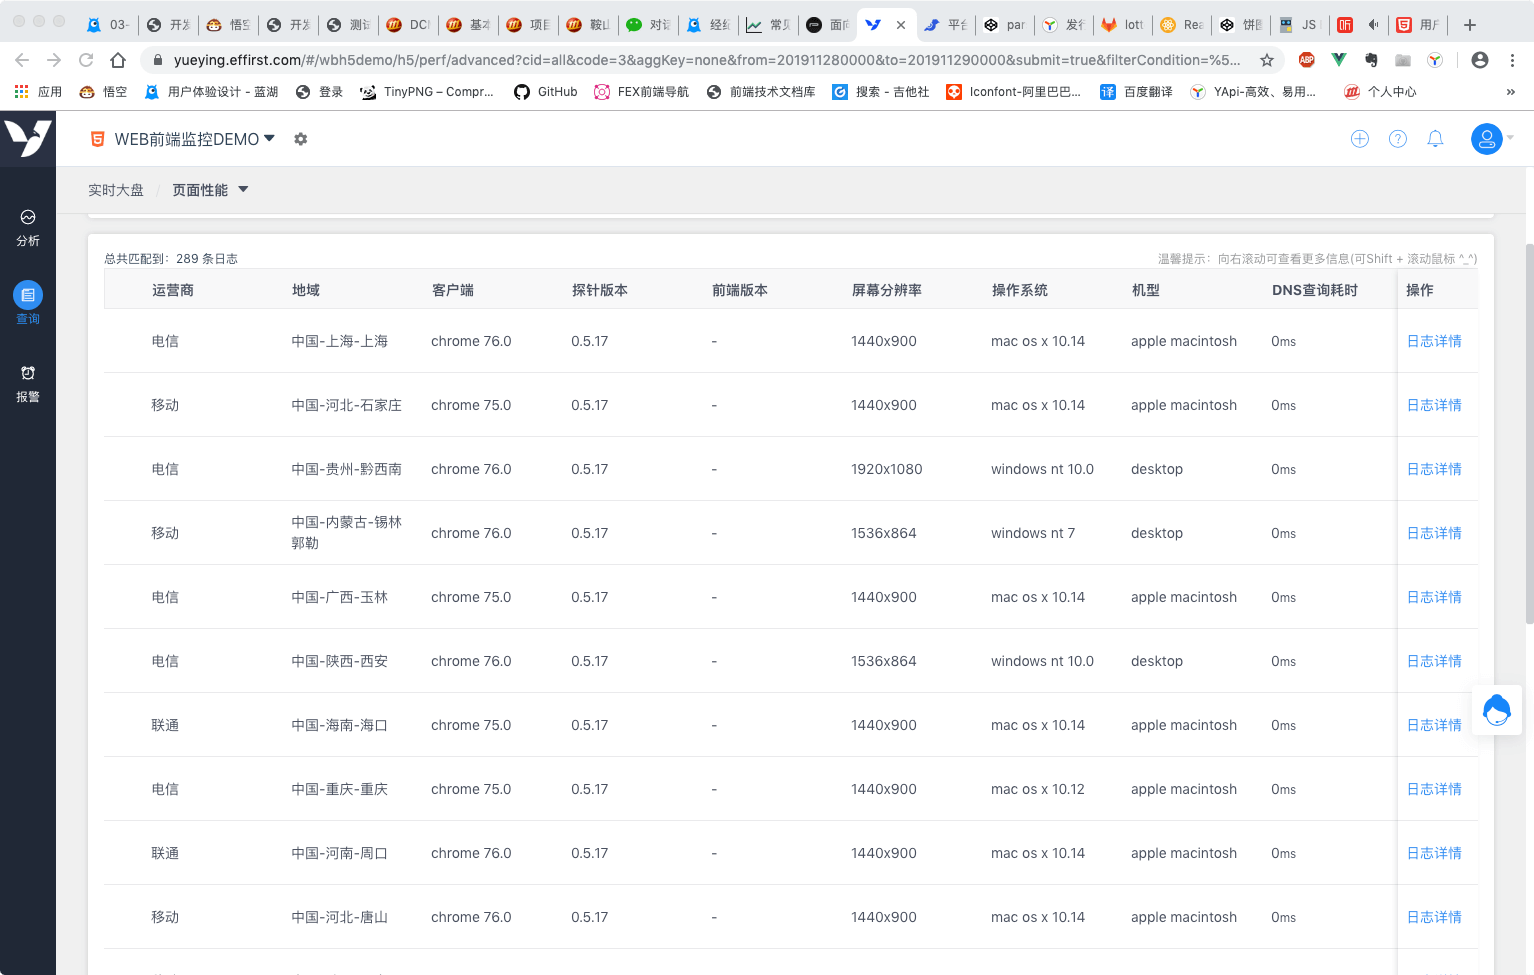 03-
开发
悟空
开发
测试
DCN
基本
项目
鞍山
对话
经纬
常见
面向
平台
par
发行
lott
Rea
饼图
JS
听
用户
yueying.effirst.com/#/wbh5demo/h5/perf/advanced?cid=all&code=3&aggKey=none&from=201911280000&to=201911290000&submit=true&filterCondition=%5...
应用
悟空
用户体验设计 - 蓝湖
登录
TinyPNG – Compr...
GitHub
FEX前端导航
前端技术文档库
搜索 - 吉他社
Iconfont-阿里巴巴...
译 百度翻译
YApi-高效、易用...
个人中心
»
WEB前端监控DEMO
实时大盘 / 页面性能
分析
查询
报警
总共匹配到：289 条日志
温馨提示：向右滚动可查看更多信息(可Shift + 滚动鼠标 ^_^)
运营商 地域 客户端 探针版本 前端版本 屏幕分辨率 操作系统 机型 DNS查询耗时 操作
电信 中国-上海-上海 chrome 76.0 0.5.17 - 1440x900 mac os x 10.14 apple macintosh 0ms 日志详情
移动 中国-河北-石家庄 chrome 75.0 0.5.17 - 1440x900 mac os x 10.14 apple macintosh 0ms 日志详情
电信 中国-贵州-黔西南 chrome 76.0 0.5.17 - 1920x1080 windows nt 10.0 desktop 0ms 日志详情
移动 中国-内蒙古-锡林
郭勒 chrome 76.0 0.5.17 - 1536x864 windows nt 7 desktop 0ms 日志详情
电信 中国-广西-玉林 chrome 75.0 0.5.17 - 1440x900 mac os x 10.14 apple macintosh 0ms 日志详情
电信 中国-陕西-西安 chrome 76.0 0.5.17 - 1536x864 windows nt 10.0 desktop 0ms 日志详情
联通 中国-海南-海口 chrome 75.0 0.5.17 - 1440x900 mac os x 10.14 apple macintosh 0ms 日志详情
电信 中国-重庆-重庆 chrome 75.0 0.5.17 - 1440x900 mac os x 10.12 apple macintosh 0ms 日志详情
联通 中国-河南-周口 chrome 76.0 0.5.17 - 1440x900 mac os x 10.14 apple macintosh 0ms 日志详情
移动 中国-河北-唐山 chrome 76.0 0.5.17 - 1440x900 mac os x 10.14 apple macintosh 0ms 日志详情